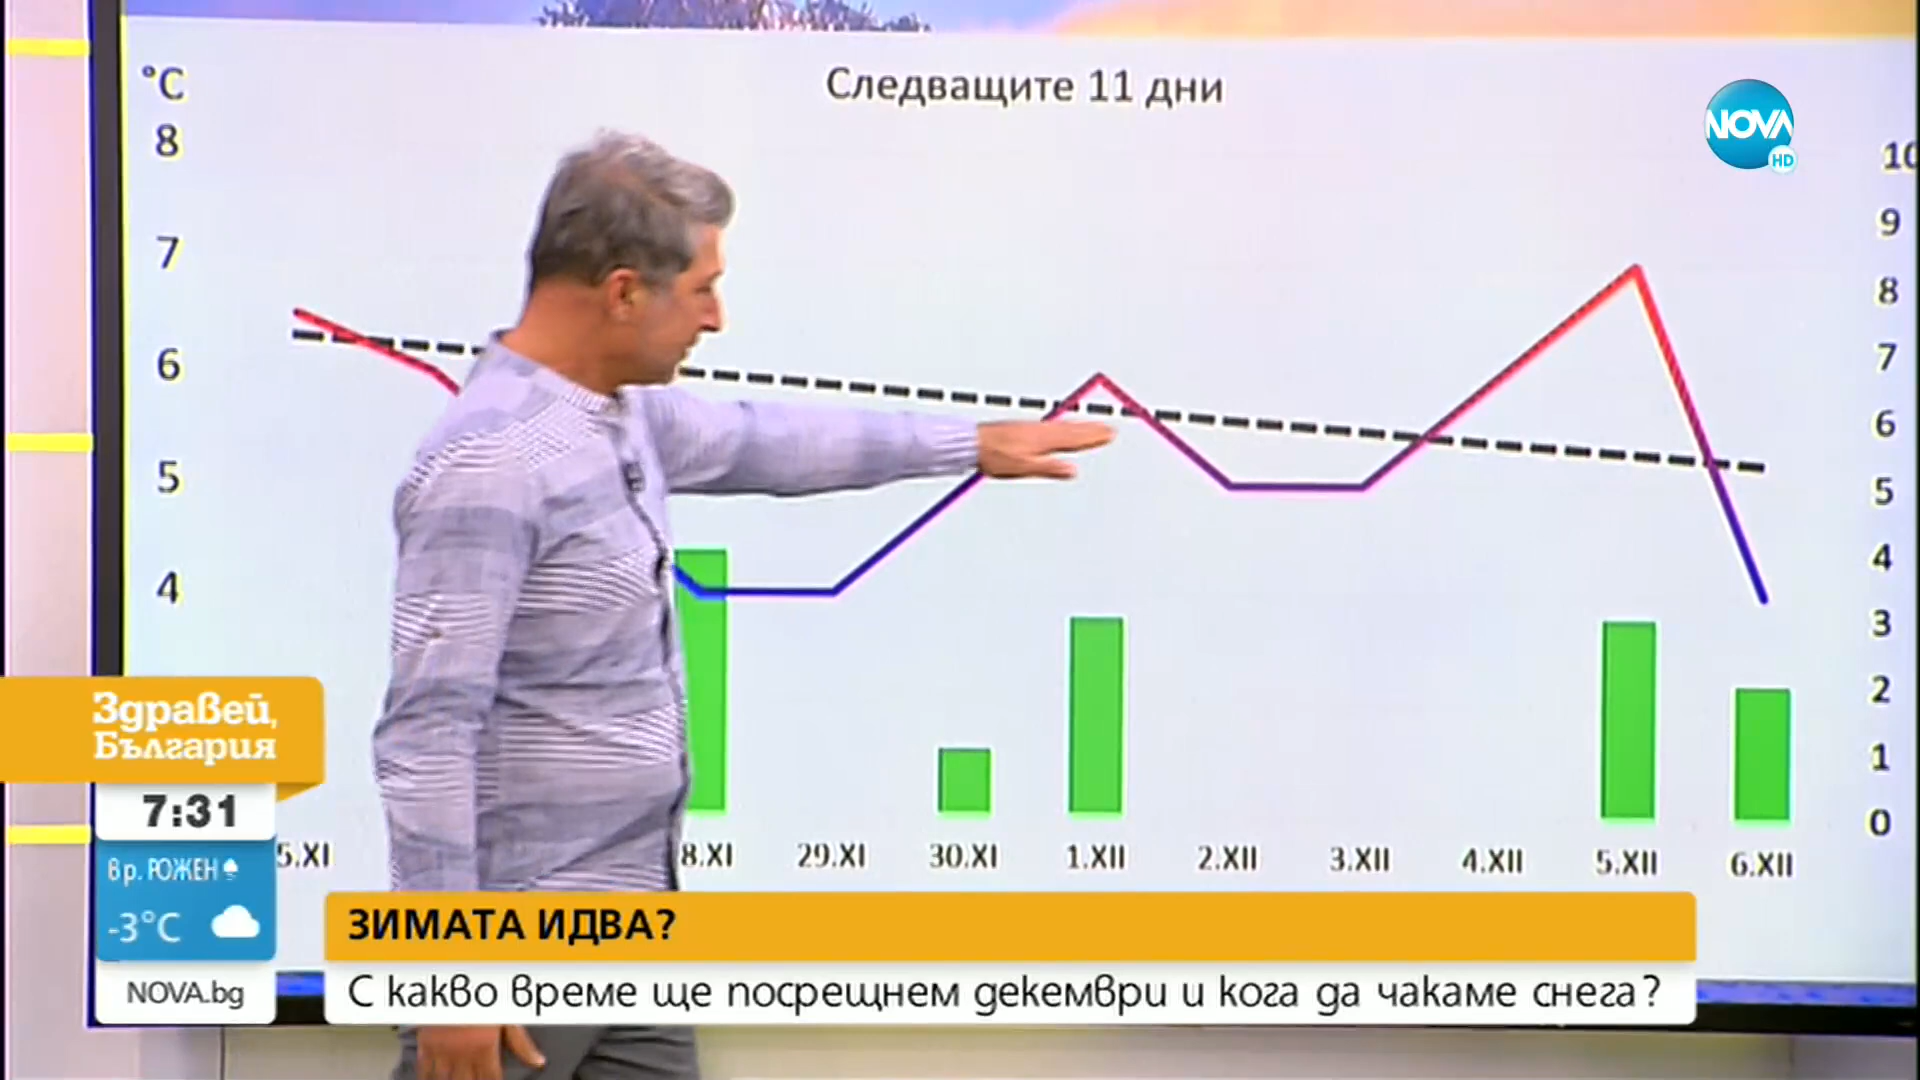 °C
Следващите 11 дни
8
7
6
5
4
10
9
8
7
6
5
4
3
2
1
0
NOVA
HD
5.XI
8.XI
29.XI
30.XI
1.XII
2.XII
3.XII
4.XII
5.XII
6.XII
Здравей,
България
7:31
вр. РОЖЕН
-3°C
NOVA.bg
ЗИМАТА ИДВА?
С какво време ще посрещнем декември и кога да чакаме снега?